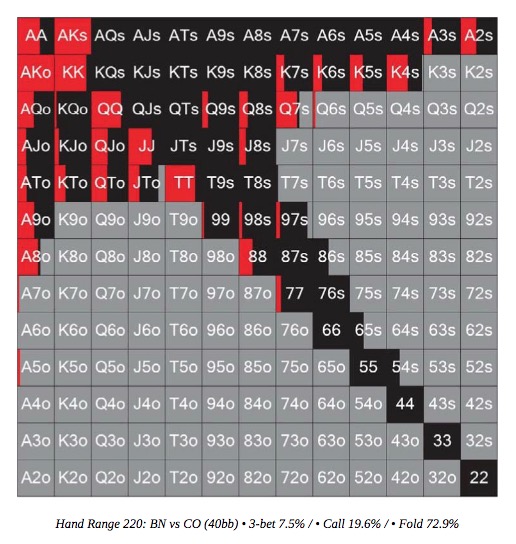 AA AKs AQs AJs ATs A9s A8s A7s A6s A5s A4s A3s A2s
AKo KK KQs KJs KTs K9s K8s K7s K6s K5s K4s K3s K2s
AQo KQo QQ QJs QTs Q9s Q8s Q7s Q6s Q5s Q4s Q3s Q2s
AJo KJo QJo JJ JTs J9s J8s J7s J6s J5s J4s J3s J2s
ATo KTo QTo JTo TT T9s T8s T7s T6s T5s T4s T3s T2s
A9o K9o Q9o J9o T9o 99 98s 97s 96s 95s 94s 93s 92s
A8o K8o Q8o J8o T8o 98o 88 87s 86s 85s 84s 83s 82s
A7o K7o Q7o J7o T7o 97o 87o 77 76s 75s 74s 73s 72s
A6o K6o Q6o J6o T6o 96o 86o 76o 66 65s 64s 63s 62s
A5o K5o Q5o J5o T5o 95o 85o 75o 65o 55 54s 53s 52s
A4o K4o Q4o J4o T4o 94o 84o 74o 64o 54o 44 43s 42s
A3o K3o Q3o J3o T3o 93o 83o 73o 63o 53o 43o 33 32s
A2o K2o Q2o J2o T2o 92o 82o 72o 62o 52o 42o 32o 22
Hand Range 220: BN vs CO (40bb) • 3-bet 7.5% / • Call 19.6% / • Fold 72.9%